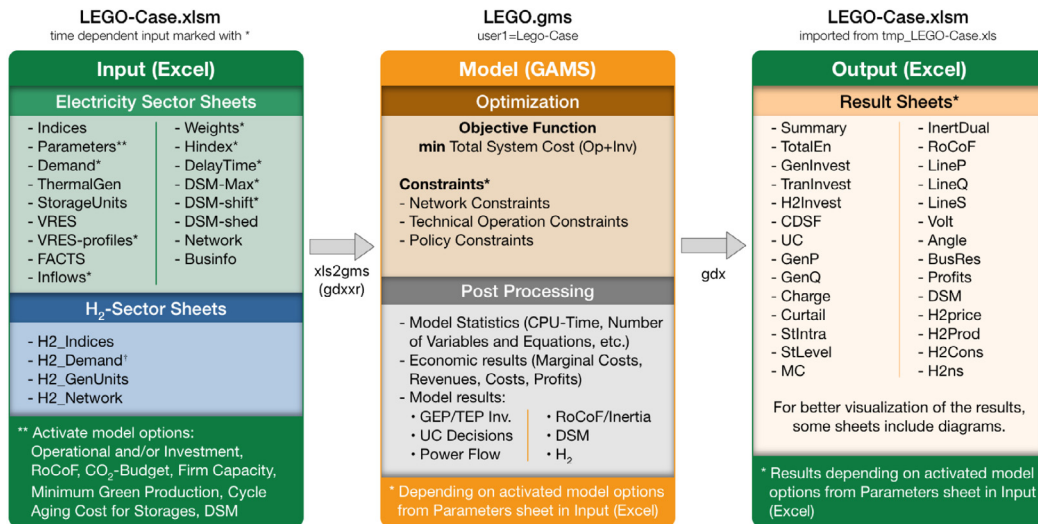 LEGO-Case.xlsm
time dependent input marked with *
Input (Excel)
Electricity Sector Sheets
- Indices
- Parameters**
- Demand*
- ThermalGen
- StorageUnits
- VRES
- VRES-profiles*
- FACTS
- Inflows*
- Weights*
- Hindex*
- DelayTime*
- DSM-Max*
- DSM-shift*
- DSM-shed
- Network
- Businfo
H₂-Sector Sheets
- H2_Indices
- H2_Demand†
- H2_GenUnits
- H2_Network
** Activate model options:
Operational and/or Investment,
RoCoF, CO₂-Budget, Firm Capacity,
Minimum Green Production, Cycle
Aging Cost for Storages, DSM
xls2gms
(gdxxr)
LEGO.gms
user1=Lego-Case
Model (GAMS)
Optimization
Objective Function
min Total System Cost (Op+Inv)
Constraints*
- Network Constraints
- Technical Operation Constraints
- Policy Constraints
Post Processing
- Model Statistics (CPU-Time, Number
of Variables and Equations, etc.)
- Economic results (Marginal Costs,
Revenues, Costs, Profits)
- Model results:
• GEP/TEP Inv.
• UC Decisions
• Power Flow
• RoCoF/Inertia
• DSM
• H₂
* Depending on activated model options
from Parameters sheet in Input (Excel)
gdx
LEGO-Case.xlsm
imported from tmp_LEGO-Case.xls
Output (Excel)
Result Sheets*
- Summary
- TotalEn
- GenInvest
- TranInvest
- H2Invest
- CDSF
- UC
- GenP
- GenQ
- Charge
- Curtail
- StIntra
- StLevel
- MC
- InertDual
- RoCoF
- LineP
- LineQ
- LineS
- Volt
- Angle
- BusRes
- Profits
- DSM
- H2price
- H2Prod
- H2Cons
- H2ns
For better visualization of the results,
some sheets include diagrams.
* Results depending on activated model
options from Parameters sheet in Input
(Excel)